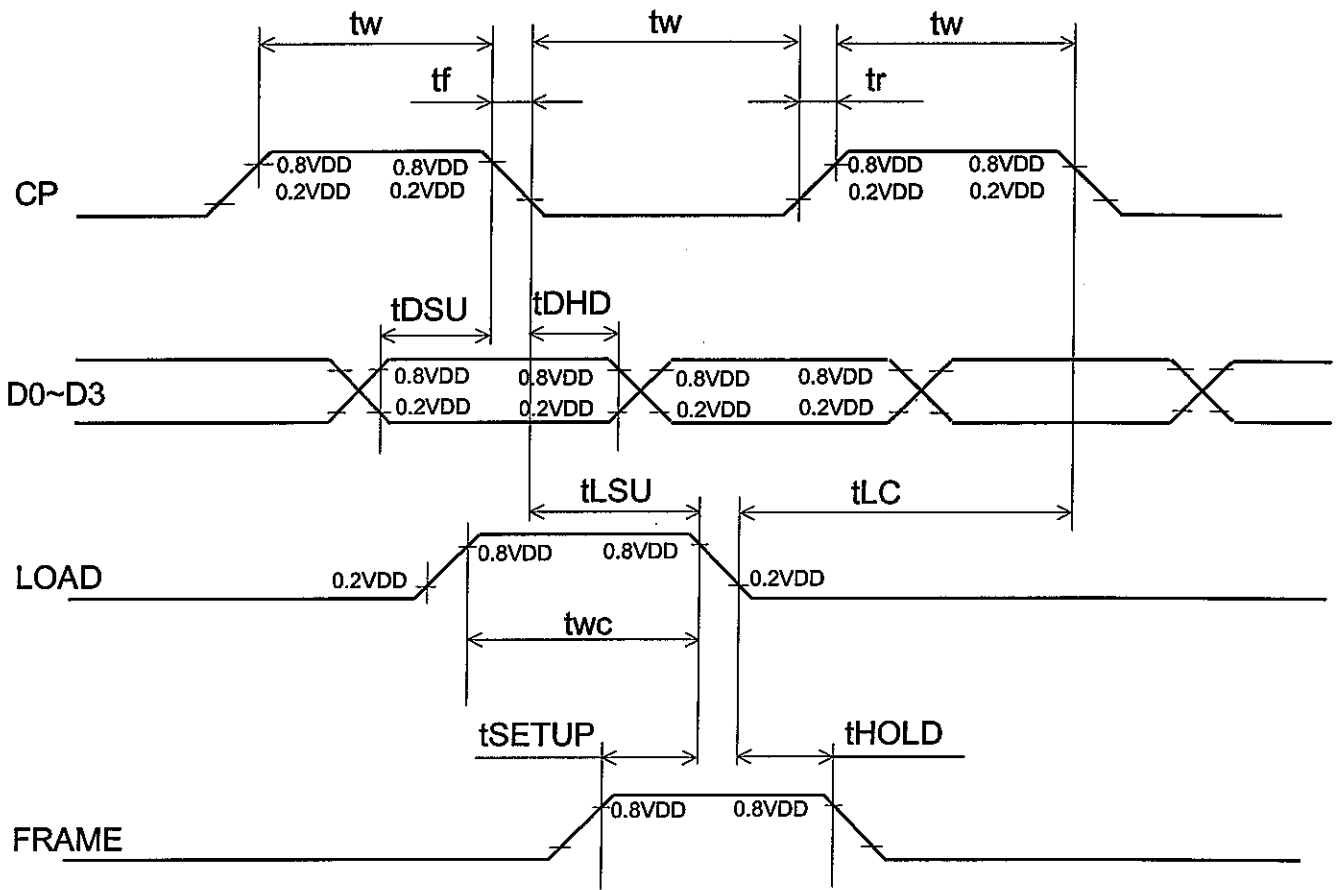 tw tw tw
tf tr
CP 0.8VDD 0.8VDD 0.8VDD 0.8VDD
0.2VDD 0.2VDD 0.2VDD 0.2VDD
tDSU tDHD
D0~D3 0.8VDD 0.8VDD 0.8VDD 0.8VDD
0.2VDD 0.2VDD 0.2VDD 0.2VDD
tLSU tLC
0.8VDD 0.8VDD
LOAD 0.2VDD 0.2VDD
twc
tSETUP tHOLD
0.8VDD 0.8VDD
FRAME